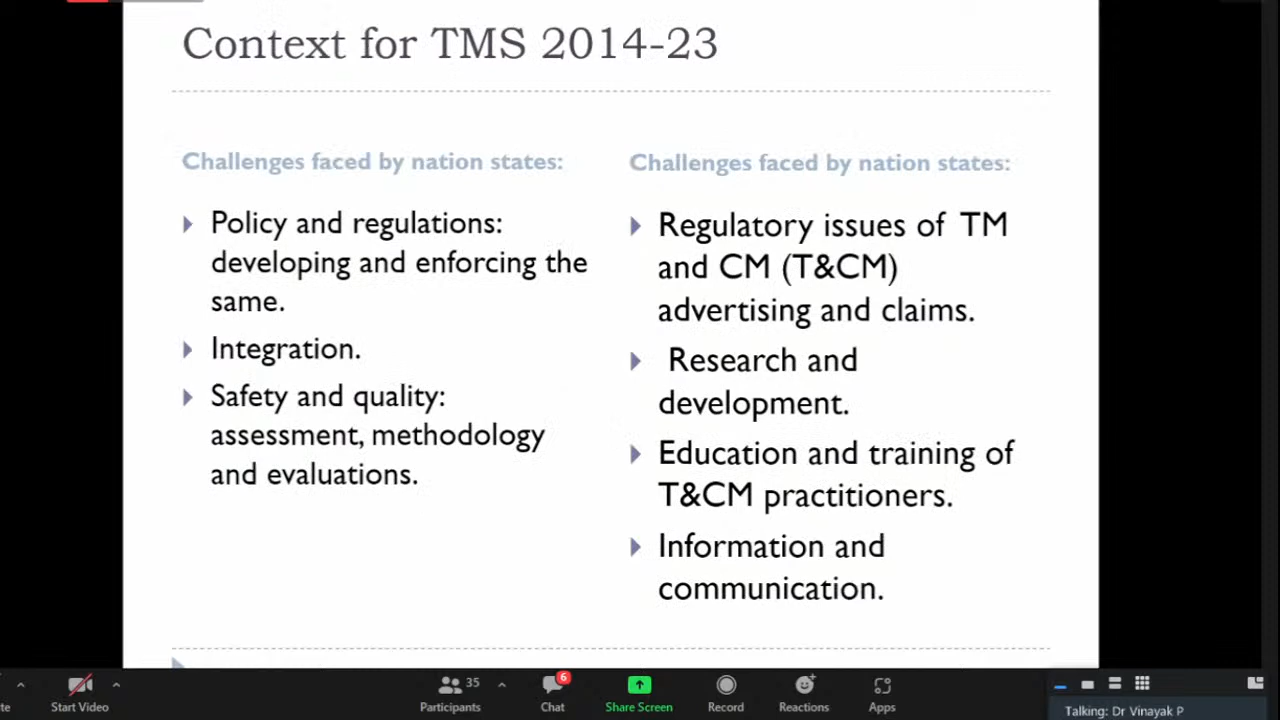 Context for TMS 2014-23
Challenges faced by nation states:
Policy and regulations:
developing and enforcing the
same.
Integration.
Safety and quality:
assessment, methodology
and evaluations.
Challenges faced by nation states:
Regulatory issues of TM
and CM (T&CM)
advertising and claims.
Research and
development.
Education and training of
T&CM practitioners.
Information and
communication.
te
Start Video
35
Participants
6
Chat
Share Screen
Record
Reactions
Apps
Talking: Dr Vinayak P